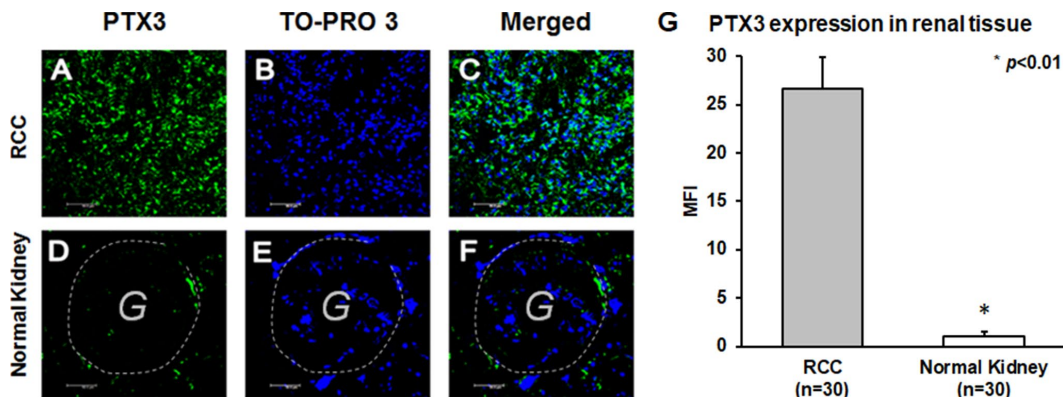 PTX3 TO-PRO 3 Merged
RCC
A B C
Normal Kidney
D E F
G G G
G PTX3 expression in renal tissue
* p<0.01
30
25
20
15
10
5
0
MFI
*
RCC Normal Kidney
(n=30) (n=30)